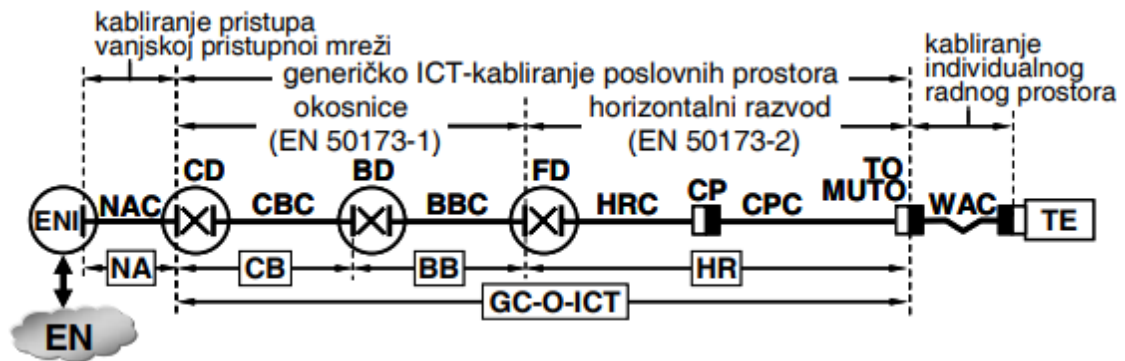 kabliranje pristupa
vanjskoj pristupnoi mreži
kabliranje
individualnog
radnog prostora
generičko ICT-kabliranje poslovnih prostora
okosnice
(EN 50173-1)
horizontalni razvod
(EN 50173-2)
CD
BD
FD
CP
TO
MUTO
ENI
NAC
CBC
BBC
HRC
CPC
WAC
TE
NA
CB
BB
HR
GC-O-ICT
EN